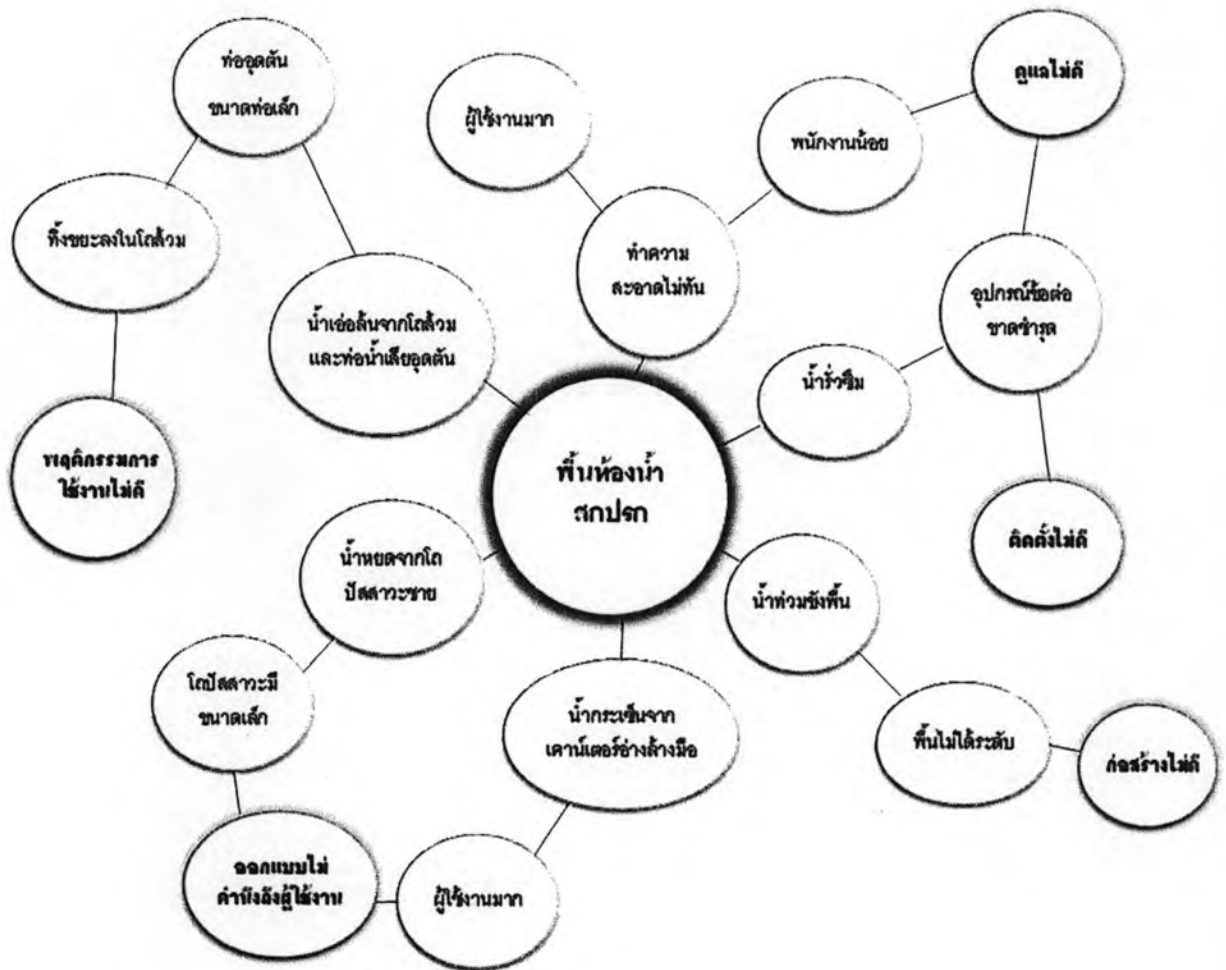 ท่ออุดตัน
ขนาดท่อเล็ก
ผู้ใช้งานมาก
พนักงานน้อย
ดูแลไม่ดี
ทิ้งขยะลงในโถส้วม
ทำความ
สะอาดไม่ทัน
อุปกรณ์ข้อต่อ
ขาดชำรุด
น้ำเอ่อล้นจากโถส้วม
และท่อน้ำเสียอุดตัน
น้ำรั่วซึม
พฤติกรรมการ
ใช้งานไม่ดี
พื้นห้องน้ำ
สกปรก
ติดตั้งไม่ดี
น้ำหยดจากโถ
ปัสสาวะชาย
น้ำท่วมขังพื้น
โถปัสสาวะมี
ขนาดเล็ก
น้ำกระเซ็นจาก
เคาน์เตอร์อ่างล้างมือ
พื้นไม่ได้ระดับ
ก่อสร้างไม่ดี
ออกแบบไม่
คำนึงถึงผู้ใช้งาน
ผู้ใช้งานมาก